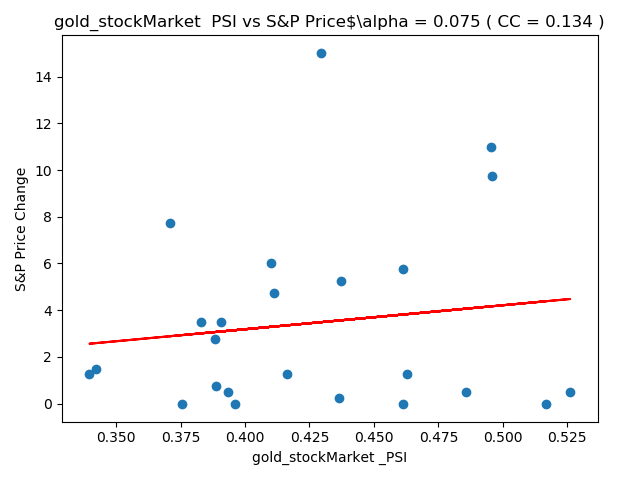 gold_stockMarket  PSI vs S&P Price$\alpha = 0.075 ( CC = 0.134 )
14
12
10
8
6
4
2
0
S&P Price Change
0.350 0.375 0.400 0.425 0.450 0.475 0.500 0.525
gold_stockMarket _PSI